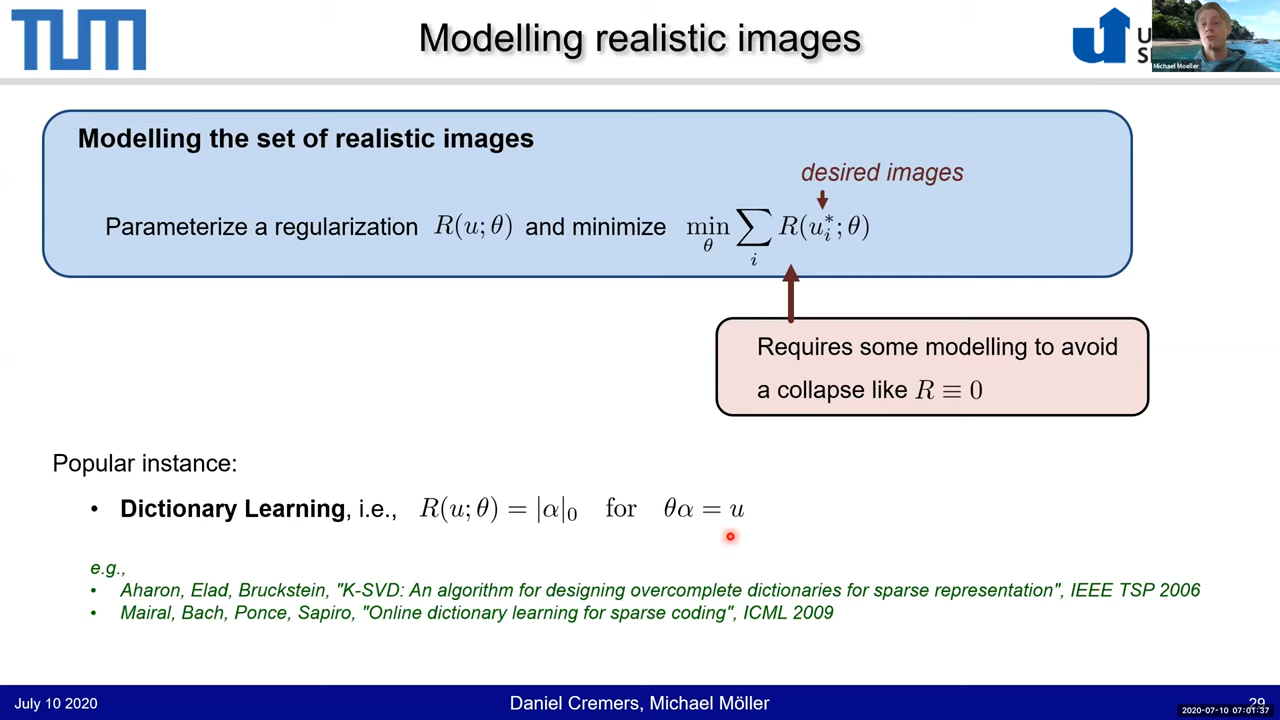 TUM
Modelling realistic images
U
S
Michael Moeller
Modelling the set of realistic images
desired images
Parameterize a regularization R(u; θ) and minimize min_θ ∑_i R(u_i^*; θ)
Requires some modelling to avoid
a collapse like R ≡ 0
Popular instance:
• Dictionary Learning, i.e., R(u; θ) = |α|_0 for θα = u
e.g.,
• Aharon, Elad, Bruckstein, "K-SVD: An algorithm for designing overcomplete dictionaries for sparse representation", IEEE TSP 2006
• Mairal, Bach, Ponce, Sapiro, "Online dictionary learning for sparse coding", ICML 2009
July 10 2020
Daniel Cremers, Michael Möller
29
2020-07-10 07:01:37